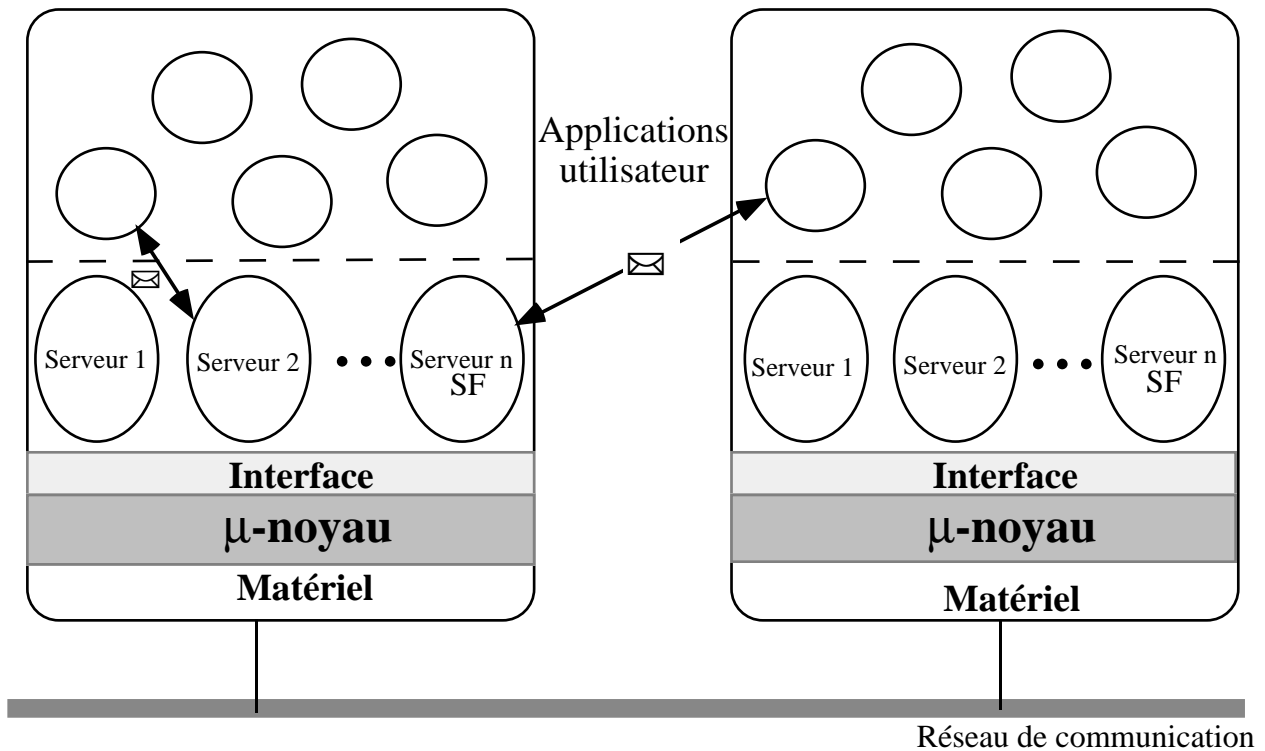 Applications
utilisateur
Serveur 1
Serveur 2
Serveur n
SF
Serveur 1
Serveur 2
Serveur n
SF
Interface
µ-noyau
Matériel
Interface
µ-noyau
Matériel
Réseau de communication